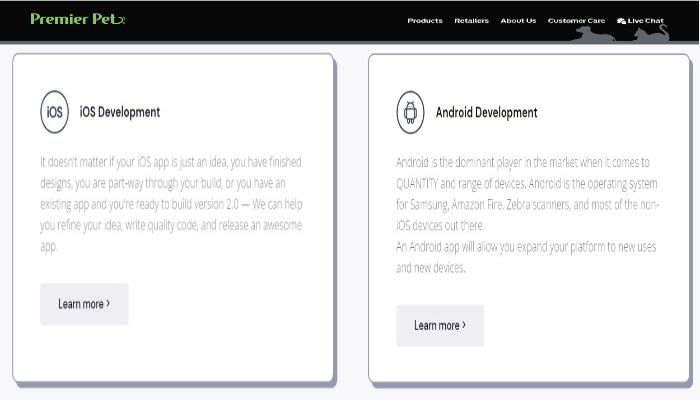 Premier Pet
Products Retailers About Us Customer Care Live Chat
iOS iOS Development
It doesn't matter if your iOS app is just an idea, you have finished
designs, you are part-way through your build, or you have an
existing app and you're ready to build version 2.0 — We can help
you refine your idea, write quality code, and release an awesome
app.
Learn more ›
Android Development
Android is the dominant player in the market when it comes to
QUANTITY and range of devices. Android is the operating system
for Samsung, Amazon Fire, Zebra scanners, and most of the non-
iOS devices out there.
An Android app will allow you expand your platform to new uses
and new devices.
Learn more ›